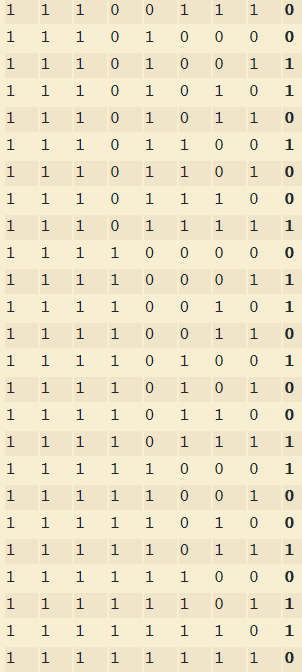 1 1 1 0 0 1 1 1 0
1 1 1 0 1 0 0 0 0
1 1 1 0 1 0 0 1 1
1 1 1 0 1 0 1 0 1
1 1 1 0 1 0 1 1 0
1 1 1 0 1 1 0 0 1
1 1 1 0 1 1 0 1 0
1 1 1 0 1 1 1 0 0
1 1 1 0 1 1 1 1 1
1 1 1 1 0 0 0 0 0
1 1 1 1 0 0 0 1 1
1 1 1 1 0 0 1 0 1
1 1 1 1 0 0 1 1 0
1 1 1 1 0 1 0 0 1
1 1 1 1 0 1 0 1 0
1 1 1 1 0 1 1 0 0
1 1 1 1 0 1 1 1 1
1 1 1 1 1 0 0 0 1
1 1 1 1 1 0 0 1 0
1 1 1 1 1 0 1 0 0
1 1 1 1 1 0 1 1 1
1 1 1 1 1 1 0 0 0
1 1 1 1 1 1 0 1 1
1 1 1 1 1 1 1 0 1
1 1 1 1 1 1 1 1 0